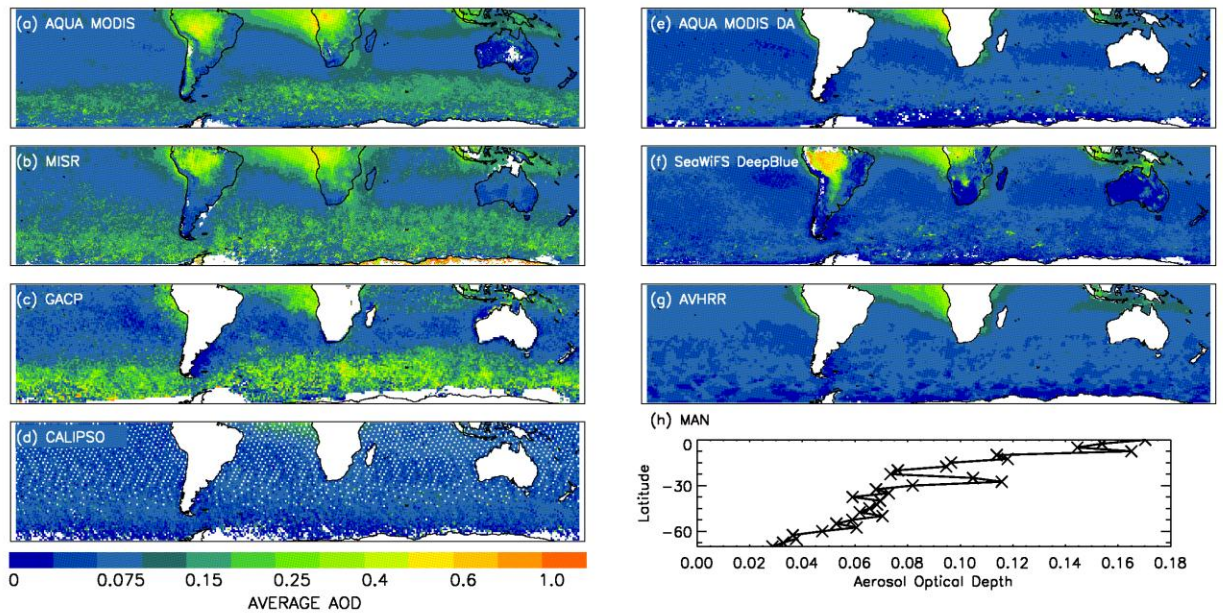 (a) AQUA MODIS
(b) MISR
(c) GACP
(d) CALIPSO
0 0.075 0.15 0.25 0.4 0.6 1.0
AVERAGE AOD
(e) AQUA MODIS DA
(f) SeaWiFS DeepBlue
(g) AVHRR
(h) MAN
Latitude
0
-30
-60
0.00 0.02 0.04 0.06 0.08 0.10 0.12 0.14 0.16 0.18
Aerosol Optical Depth